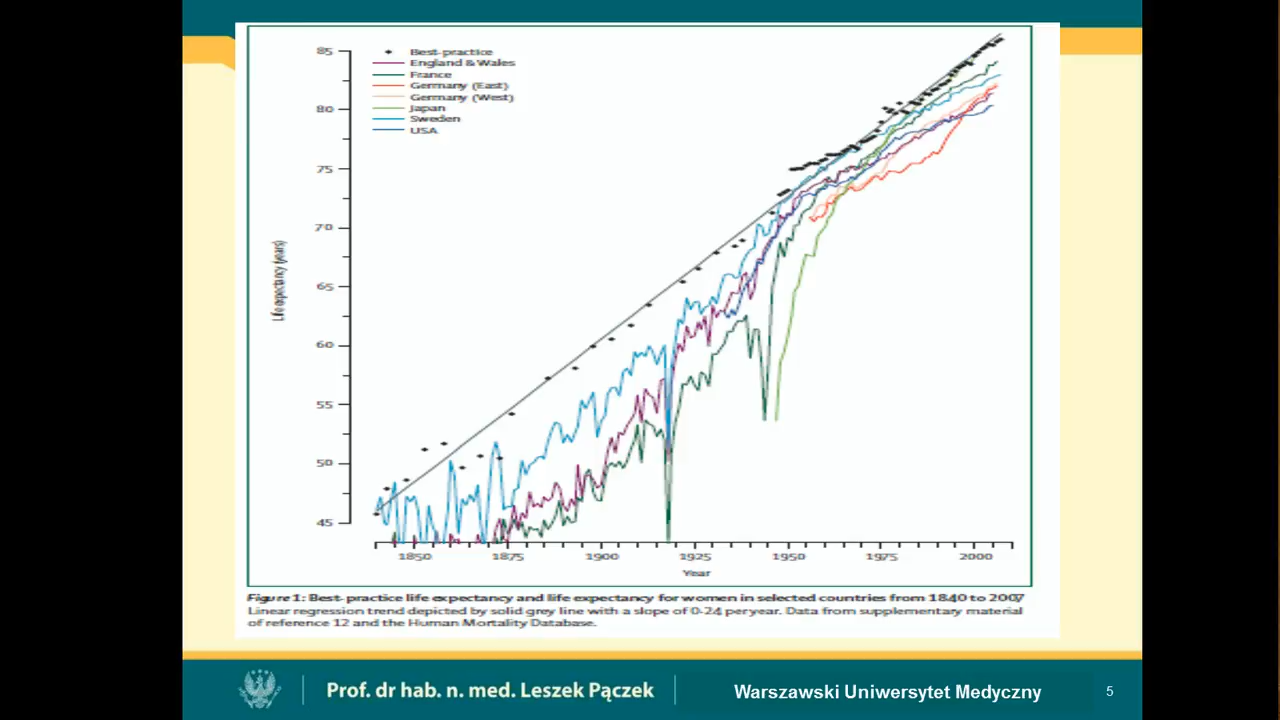 85
80
75
70
65
60
55
50
45
Life expectancy (years)
Best-practice
England & Wales
France
Germany (East)
Germany (West)
Japan
Sweden
USA
1850 1875 1900 1925 1950 1975 2000
Year
Figure 1: Best-practice life expectancy and life expectancy for women in selected countries from 1840 to 2007
Linear regression trend depicted by solid grey line with a slope of 0·24 per year. Data from supplementary material
of reference 12 and the Human Mortality Database.
Prof. dr hab. n. med. Leszek Pączek
Warszawski Uniwersytet Medyczny
5